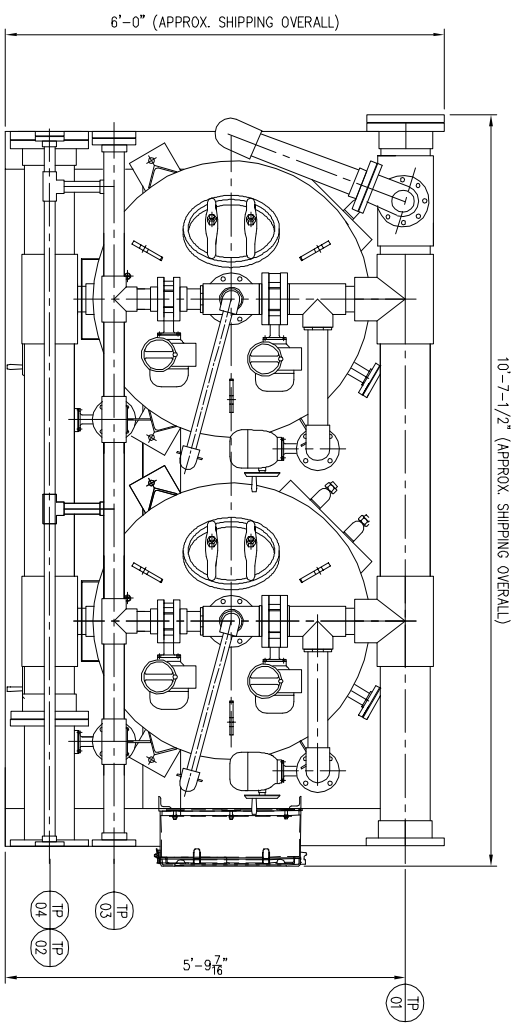 6'-0" (APPROX. SHIPPING OVERALL)
10'-7-1/2" (APPROX. SHIPPING OVERALL)
TP
04
TP
02
TP
03
5'-9 7/16"
TP
01